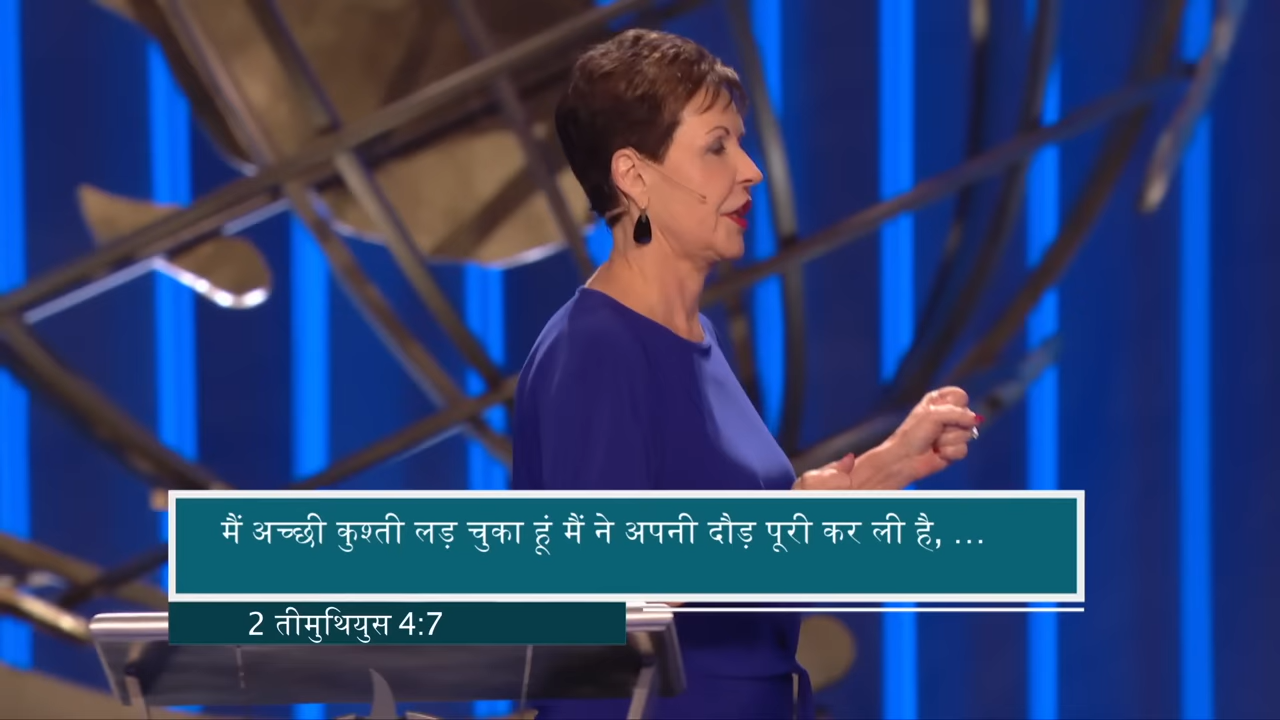 मैं अच्छी कुश्ती लड़ चुका हूं मैं ने अपनी दौड़ पूरी कर ली है, ...
2 तीमुथियुस 4:7